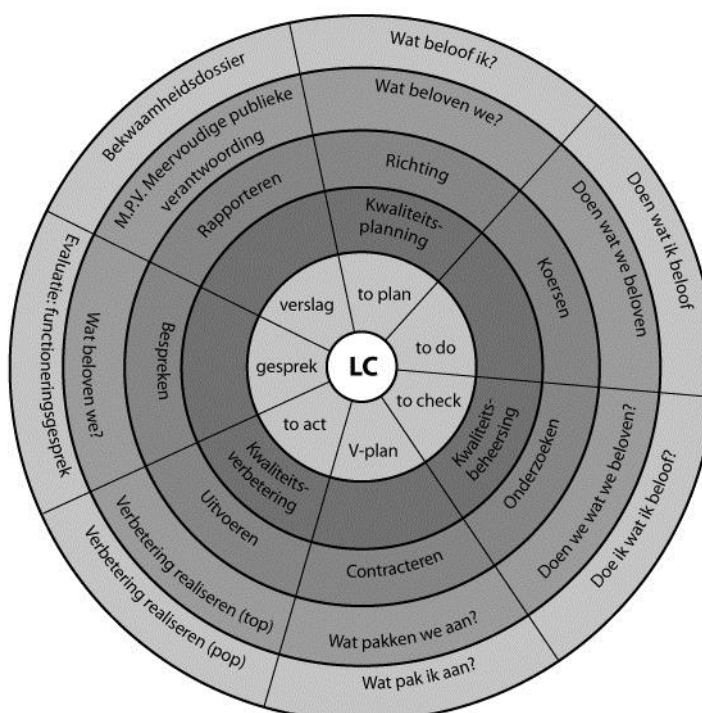 Wat beloof ik?
Wat beloven we?
Richting
Kwaliteits-
planning
to plan
Doen wat ik beloof
Doen wat we beloven
Koersen
to do
Doe ik wat ik beloof?
Doen we wat we beloven?
Onderzoeken
Kwaliteits-
beheersing
to check
Wat pak ik aan?
Wat pakken we aan?
Contracteren
V-plan
Verbetering realiseren (pop)
Verbetering realiseren (top)
Uitvoeren
Kwaliteits-
verbetering
to act
Evaluatie: functioneringsgesprek
Wat beloven we?
Bespreken
gesprek
Bekwaamheidsdossier
M.P.V. Meervoudige publieke
verantwoording
Rapporteren
verslag
LC